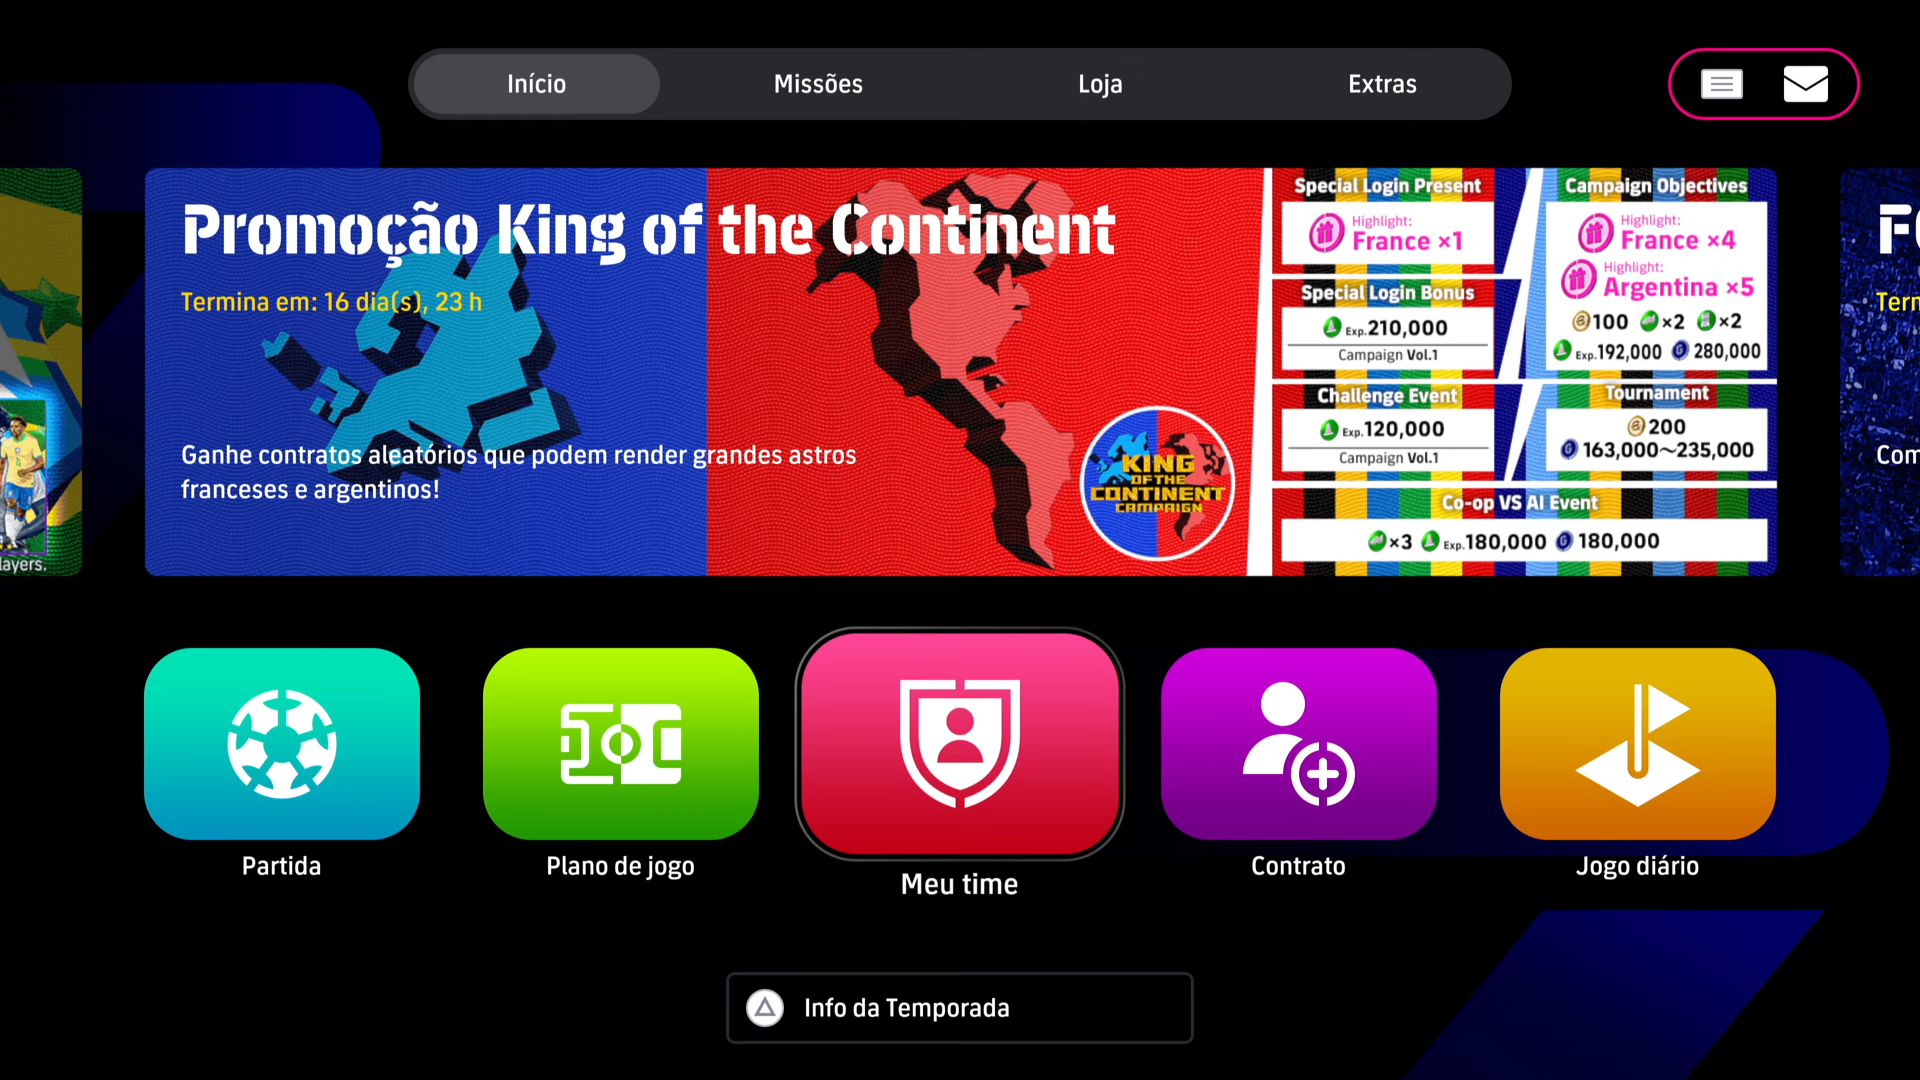 Início
Missões
Loja
Extras
Promoção King of the Continent
Termina em: 16 dia(s), 23 h
Ganhe contratos aleatórios que podem render grandes astros
franceses e argentinos!
KING
OF THE
CONTINENT
CAMPAIGN
Special Login Present
Highlight:
France ×1
Special Login Bonus
Exp.210,000
Campaign Vol.1
Challenge Event
Exp.120,000
Campaign Vol.1
Campaign Objectives
Highlight:
France ×4
Highlight:
Argentina ×5
100 ×2 ×2
Exp.192,000 280,000
Tournament
200
163,000~235,000
Co-op VS AI Event
×3 Exp.180,000 180,000
Partida
Plano de jogo
Meu time
Contrato
Jogo diário
Info da Temporada